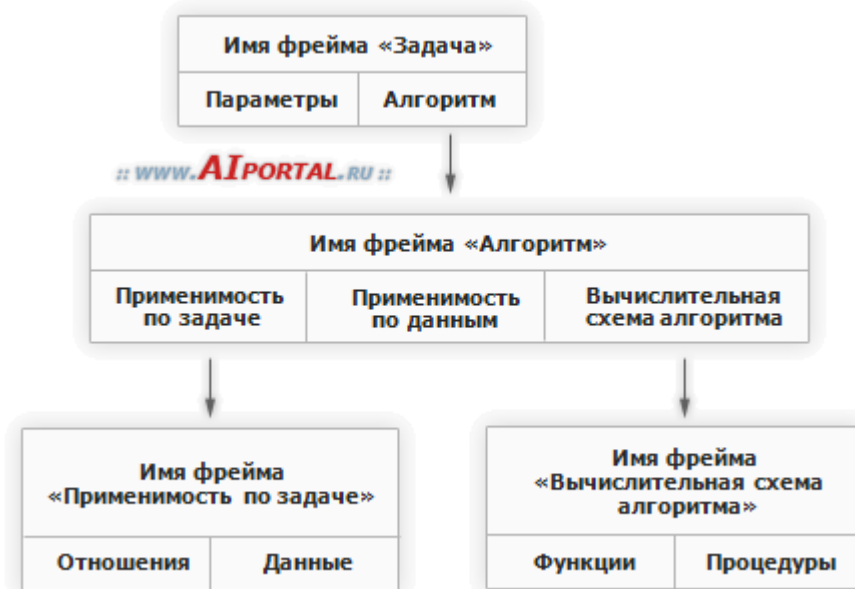 Имя фрейма «Задача»
Параметры Алгоритм
:: www.AIPORTAL.RU ::
Имя фрейма «Алгоритм»
Применимость по задаче
Применимость по данным
Вычислительная схема алгоритма
Имя фрейма
«Применимость по задаче»
Отношения Данные
Имя фрейма
«Вычислительная схема
алгоритма»
Функции Процедуры